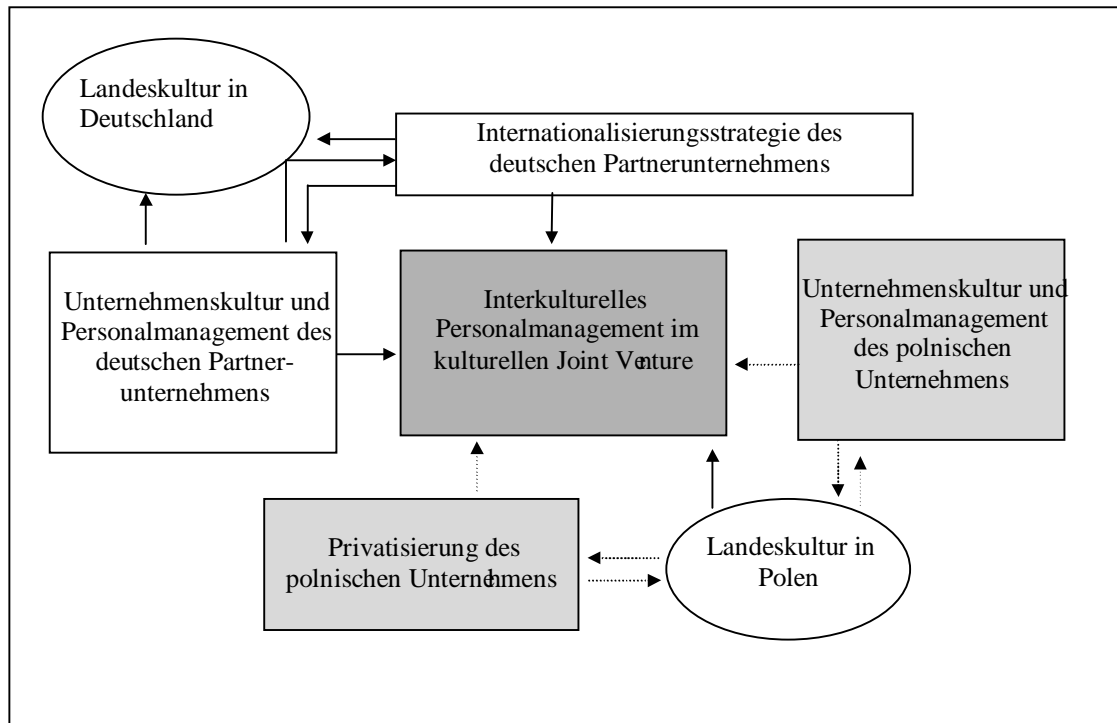 Landeskultur in
Deutschland
Internationalisierungsstrategie des
deutschen Partnerunternehmens
Unternehmenskultur und
Personalmanagement des
deutschen Partner-
unternehmens
Interkulturelles
Personalmanagement im
kulturellen Joint Venture
Unternehmenskultur und
Personalmanagement
des polnischen
Unternehmens
Privatisierung des
polnischen Unternehmens
Landeskultur in
Polen